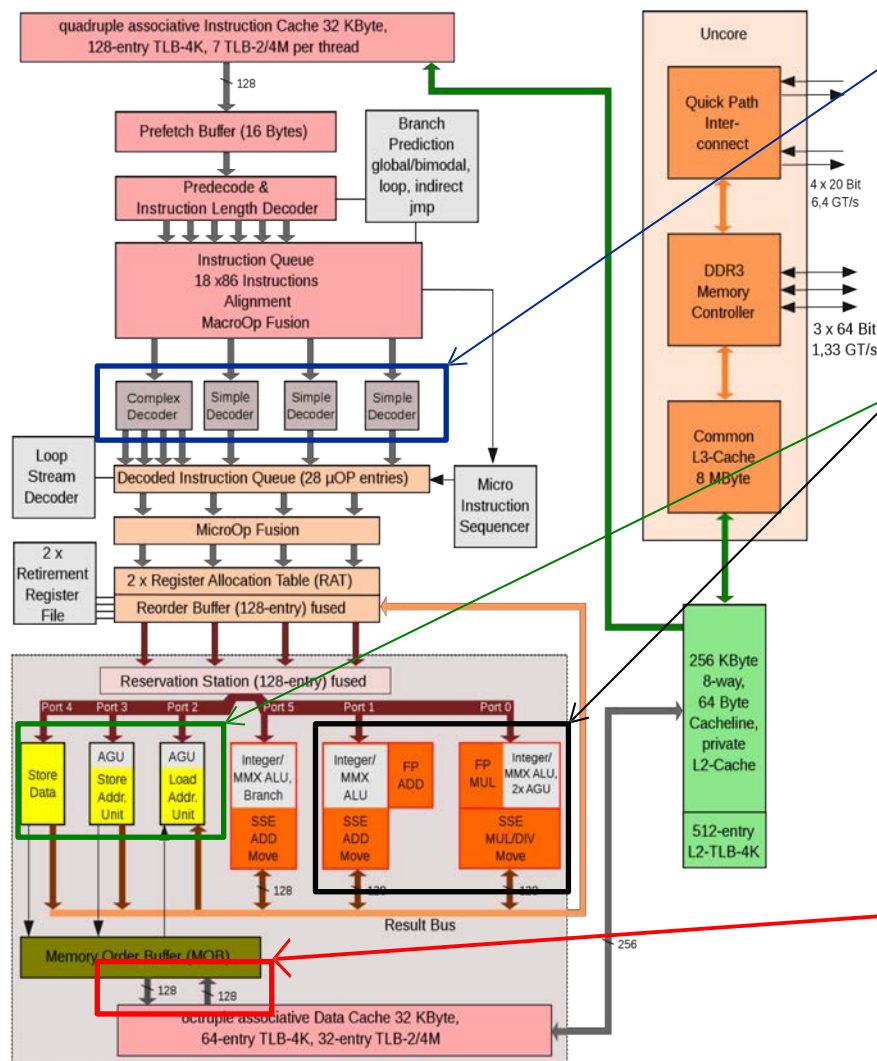 quadruple associative Instruction Cache 32 KByte,
128-entry TLB-4K, 7 TLB-2/4M per thread
128
Prefetch Buffer (16 Bytes)
Branch
Prediction
global/bimodal,
loop, indirect
jmp
Predecode &
Instruction Length Decoder
Instruction Queue
18 x86 Instructions
Alignment
MacroOp Fusion
Complex
Decoder
Simple
Decoder
Simple
Decoder
Simple
Decoder
Loop
Stream
Decoder
Decoded Instruction Queue (28 µOP entries)
Micro
Instruction
Sequencer
MicroOp Fusion
2 x
Retirement
Register
File
2 x Register Allocation Table (RAT)
Reorder Buffer (128-entry) fused
Reservation Station (128-entry) fused
Port 4
Port 3
Port 2
Port 5
Port 1
Port 0
Store
Data
AGU
Store
Addr.
Unit
AGU
Load
Addr.
Unit
Integer/
MMX ALU,
Branch
SSE
ADD
Move
Integer/
MMX
ALU
FP
ADD
SSE
ADD
Move
FP
MUL
Integer/
MMX ALU,
2x AGU
SSE
MUL/DIV
Move
128
128
128
Result Bus
Memory Order Buffer (MOB)
128
128
octruple associative Data Cache 32 KByte,
64-entry TLB-4K, 32-entry TLB-2/4M
256
Uncore
Quick Path
Inter-
connect
4 x 20 Bit
6,4 GT/s
DDR3
Memory
Controller
3 x 64 Bit
1,33 GT/s
Common
L3-Cache
8 MByte
256 KByte
8-way,
64 Byte
Cacheline,
private
L2-Cache
512-entry
L2-TLB-4K